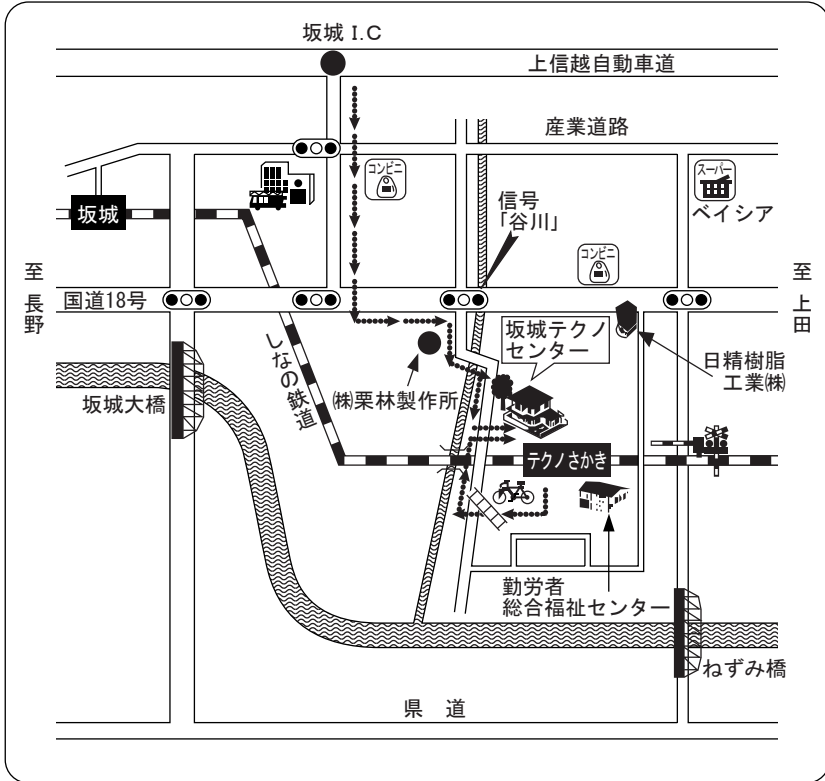 坂城 I.C
上信越自動車道
産業道路
コンビニ
スーパー
ベイシア
坂城
信号
「谷川」
コンビニ
至 長野
至 上田
国道18号
坂城テクノ
センター
日精樹脂
工業㈱
しなの鉄道
㈱栗林製作所
坂城大橋
テクノさかき
勤労者
総合福祉センター
ねずみ橋
県 道